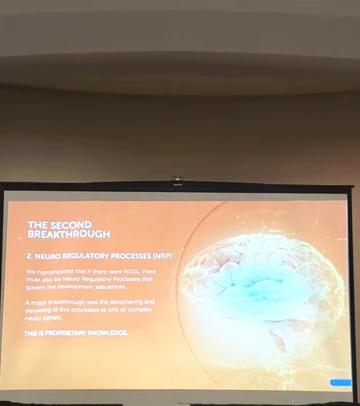 THE SECOND
BREAKTHROUGH
2. NEURO REGULATORY PROCESSES (NRP)
We hypothesized that if there were NDSs, there
must also be Neuro Regulatory Processes that
govern the development sequences.
A major breakthrough was the deciphering and
decoding of this processes as sets of complex
neuro signals.
THIS IS PROPRIETARY KNOWLEDGE.